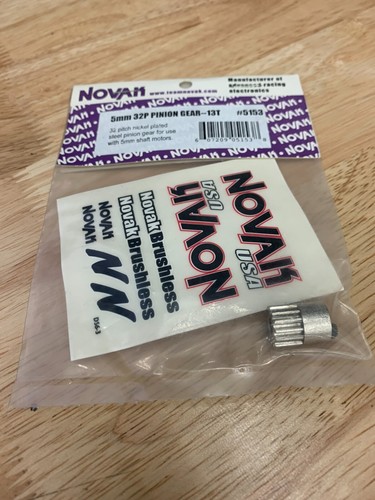 NOVAK
www.teamnovak.com
Manufacturer of
advanced racing
electronics
5mm 32P PINION GEAR—13T
#5153
32 pitch nickel plated
steel pinion gear for use
with 5mm shaft motors.
NOVAK
NOVAK
NOVAK
Novak Brushless
Novak Brushless
NOVAK
USA
NOVAK
USA